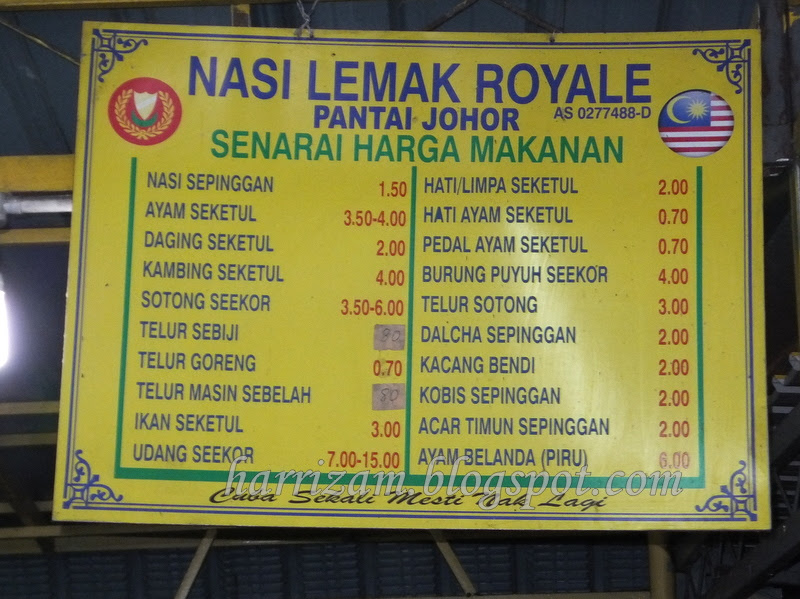 NASI LEMAK ROYALE
PANTAI JOHOR AS 0277488-D
SENARAI HARGA MAKANAN
NASI SEPINGGAN 1.50
AYAM SEKETUL 3.50-4.00
DAGING SEKETUL 2.00
KAMBING SEKETUL 4.00
SOTONG SEEKOR 3.50-6.00
TELUR SEBIJI 80
TELUR GORENG 0.70
TELUR MASIN SEBELAH 80
IKAN SEKETUL 3.00
UDANG SEEKOR 7.00-15.00
HATI/LIMPA SEKETUL 2.00
HATI AYAM SEKETUL 0.70
PEDAL AYAM SEKETUL 0.70
BURUNG PUYUH SEEKOR 4.00
TELUR SOTONG 3.00
DALCHA SEPINGGAN 2.00
KACANG BENDI 2.00
KOBIS SEPINGGAN 2.00
ACAR TIMUN SEPINGGAN 2.00
AYAM BELANDA (PIRU) 6.00
harrizam.blogspot.com
Cuba Sekali Mesti Nak Lagi